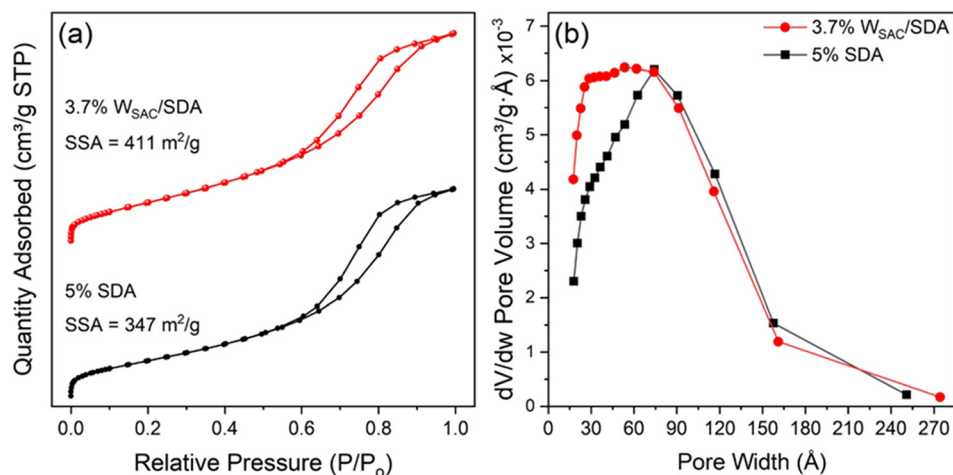 (a)
3.7% W_SAC/SDA
SSA = 411 m²/g
5% SDA
SSA = 347 m²/g
Quantity Adsorbed (cm³/g STP)
0.0 0.2 0.4 0.6 0.8 1.0
Relative Pressure (P/P₀)
(b)
3.7% W_SAC/SDA
5% SDA
dV/dw Pore Volume (cm³/g·Å) x10⁻³
7
6
5
4
3
2
1
0
0 30 60 90 120 150 180 210 240 270
Pore Width (Å)